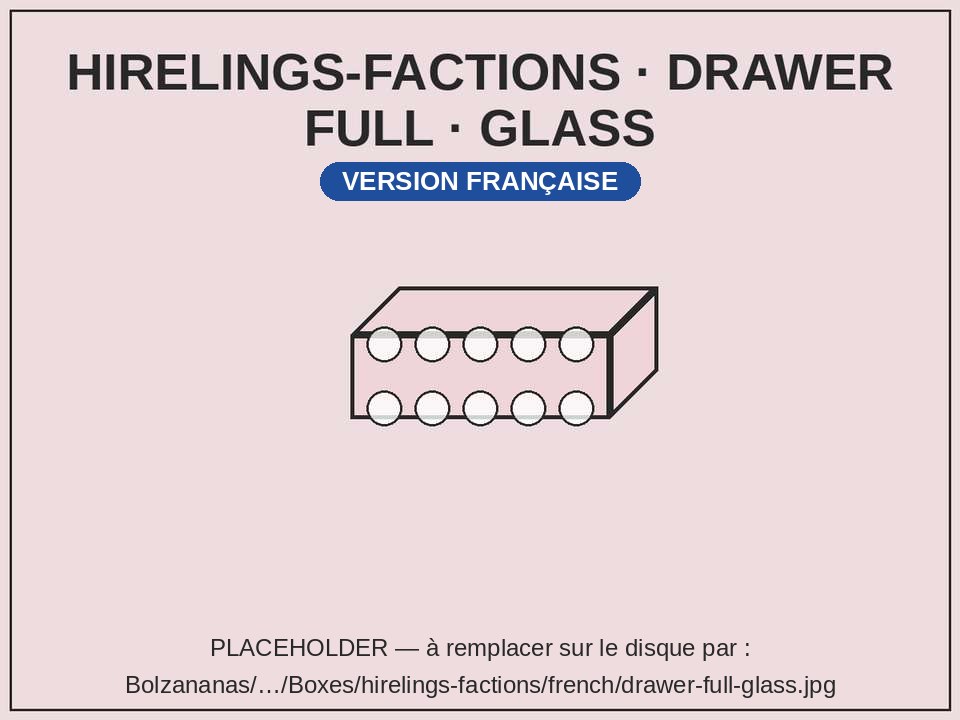 HIRELINGS-FACTIONS · DRAWER
FULL · GLASS
VERSION FRANÇAISE
PLACEHOLDER — à remplacer sur le disque par :
Bolzananas/…/Boxes/hirelings-factions/french/drawer-full-glass.jpg